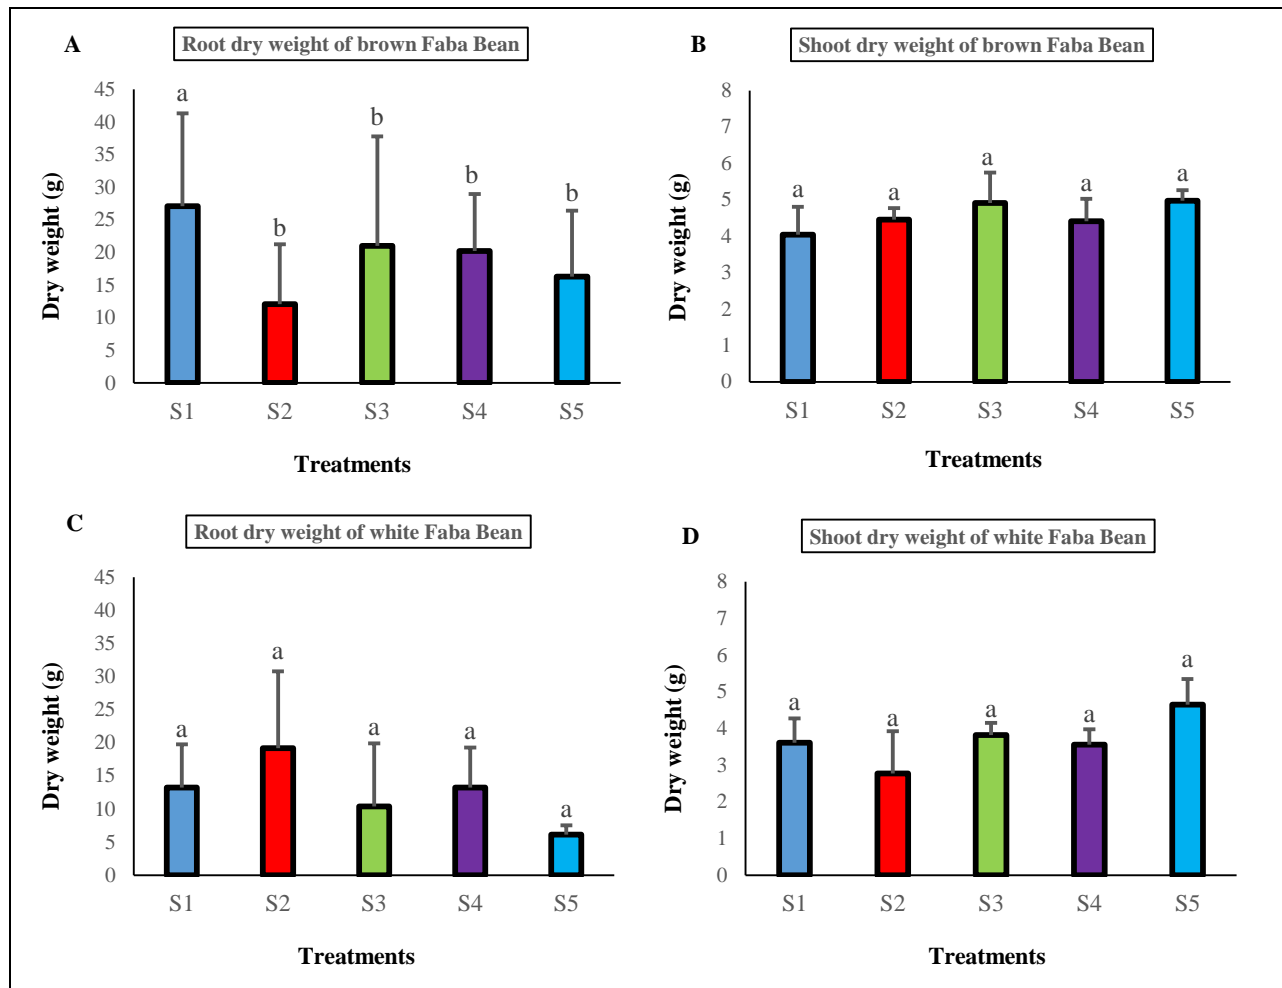 A
Root dry weight of brown Faba Bean
Dry weight (g)
45
40
35
30
25
20
15
10
5
0
a
b
b
b
b
S1 S2 S3 S4 S5
Treatments
B
Shoot dry weight of brown Faba Bean
Dry weight (g)
8
7
6
5
4
3
2
1
0
a
a
a
a
a
S1 S2 S3 S4 S5
Treatments
C
Root dry weight of white Faba Bean
Dry weight (g)
45
40
35
30
25
20
15
10
5
0
a
a
a
a
a
S1 S2 S3 S4 S5
Treatments
D
Shoot dry weight of white Faba Bean
Dry weight (g)
8
7
6
5
4
3
2
1
0
a
a
a
a
a
S1 S2 S3 S4 S5
Treatments